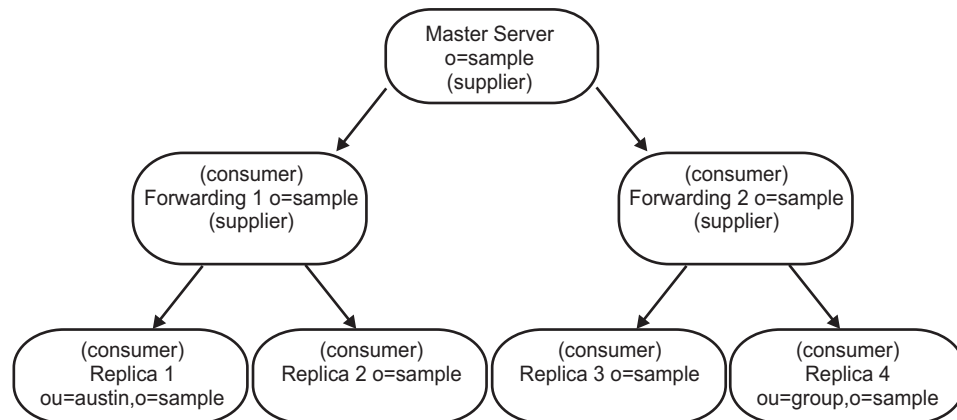 Master Server
o=sample
(supplier)
(consumer)
Forwarding 1 o=sample
(supplier)
(consumer)
Forwarding 2 o=sample
(supplier)
(consumer)
Replica 1
ou=austin,o=sample
(consumer)
Replica 2 o=sample
(consumer)
Replica 3 o=sample
(consumer)
Replica 4
ou=group,o=sample